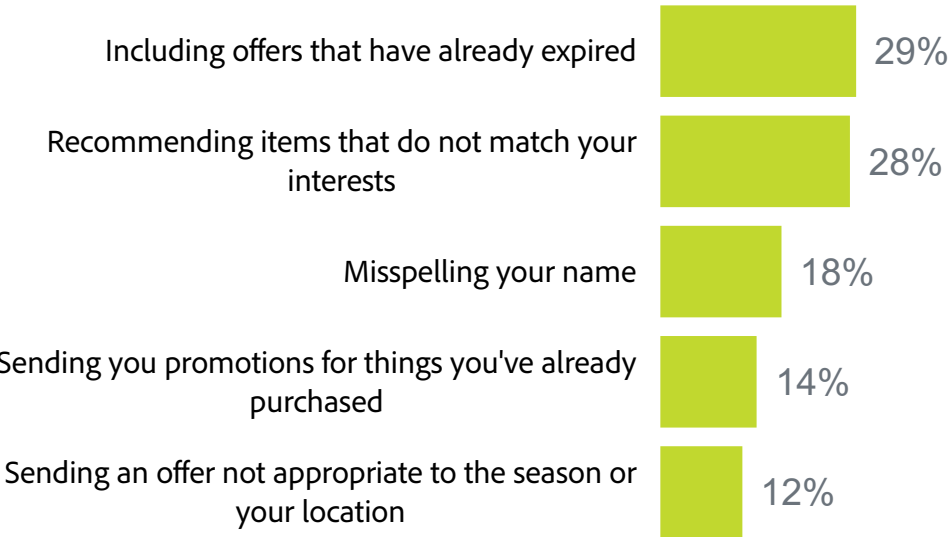 Including offers that have already expired
29%
Recommending items that do not match your
interests
28%
Misspelling your name
18%
Sending you promotions for things you've already
purchased
14%
Sending an offer not appropriate to the season or
your location
12%